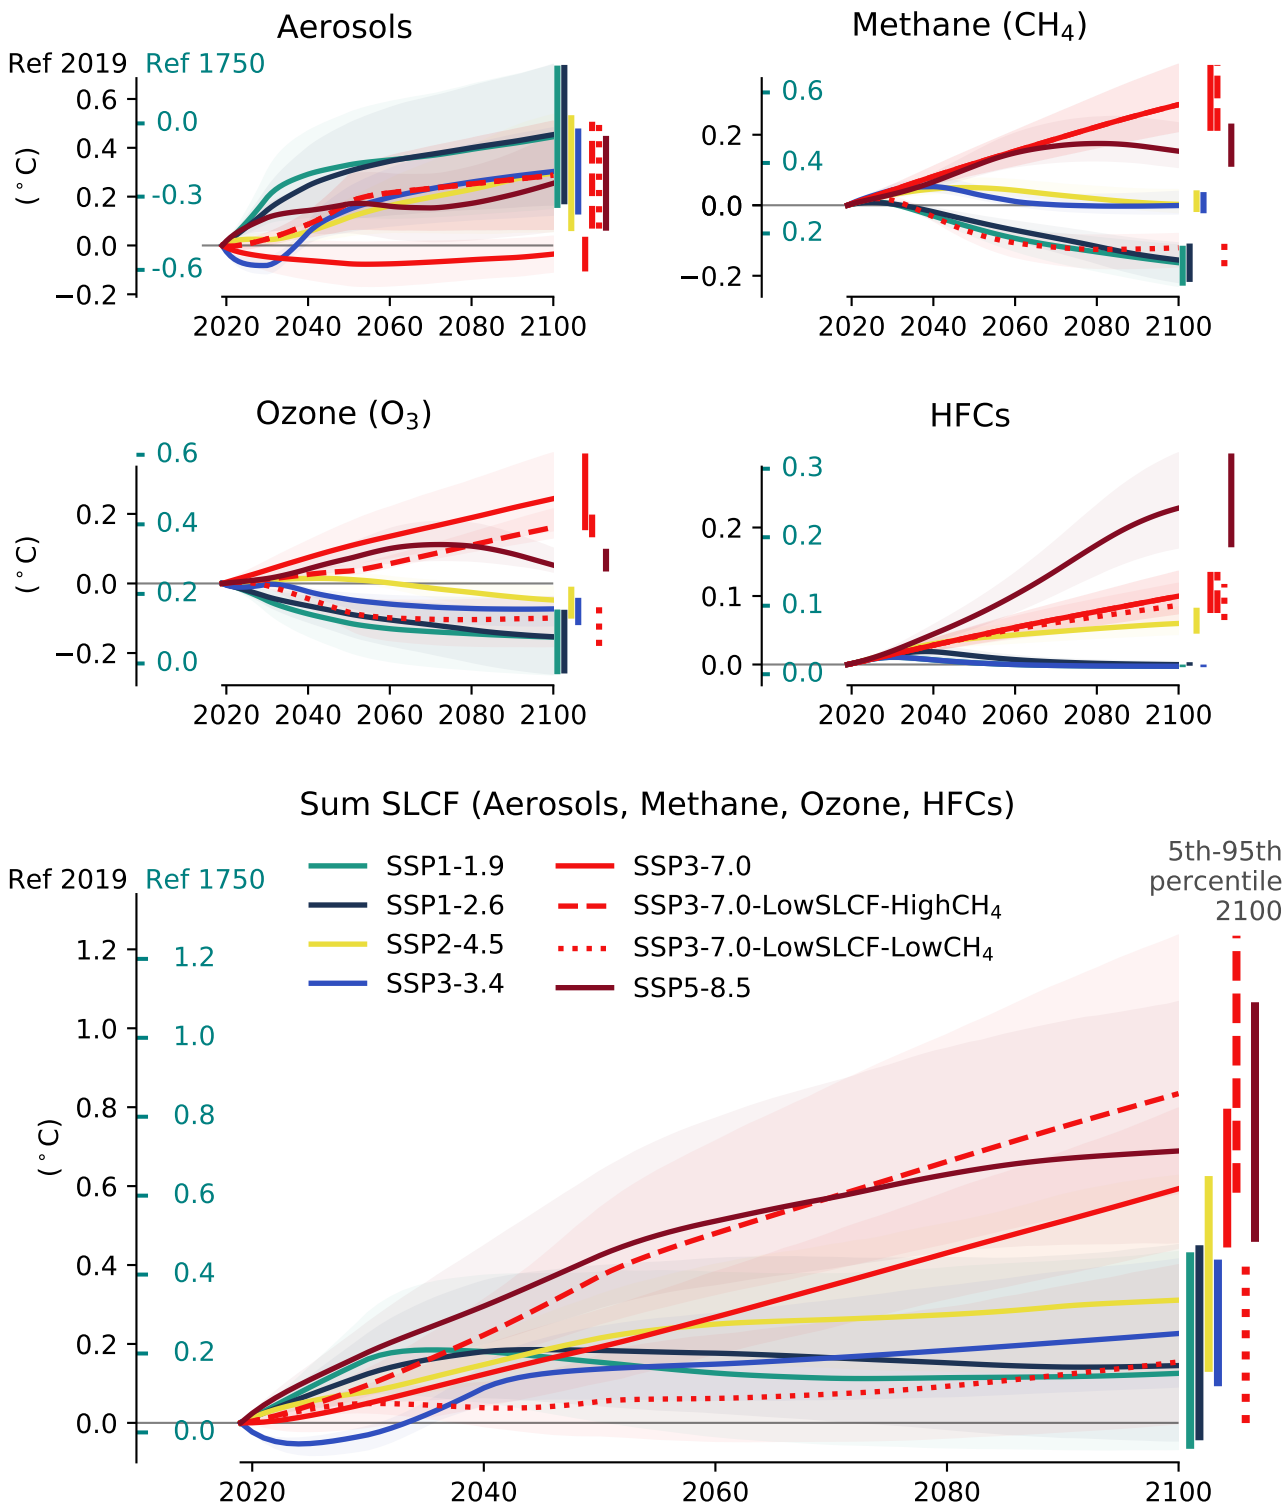 Aerosols
Methane (CH₄)
Ref 2019 Ref 1750
0.6
0.4
0.2
0.0
−0.2
(°C)
0.0
-0.3
-0.6
2020 2040 2060 2080 2100
0.2
0.0
−0.2
0.6
0.4
0.2
2020 2040 2060 2080 2100
Ozone (O₃)
HFCs
0.2
0.0
−0.2
(°C)
0.6
0.4
0.2
0.0
2020 2040 2060 2080 2100
0.2
0.1
0.0
0.3
0.2
0.1
0.0
2020 2040 2060 2080 2100
Sum SLCF (Aerosols, Methane, Ozone, HFCs)
Ref 2019 Ref 1750
SSP1-1.9
SSP1-2.6
SSP2-4.5
SSP3-3.4
SSP3-7.0
SSP3-7.0-LowSLCF-HighCH₄
SSP3-7.0-LowSLCF-LowCH₄
SSP5-8.5
5th-95th
percentile
2100
1.2
1.0
0.8
0.6
0.4
0.2
0.0
(°C)
1.2
1.0
0.8
0.6
0.4
0.2
0.0
2020 2040 2060 2080 2100